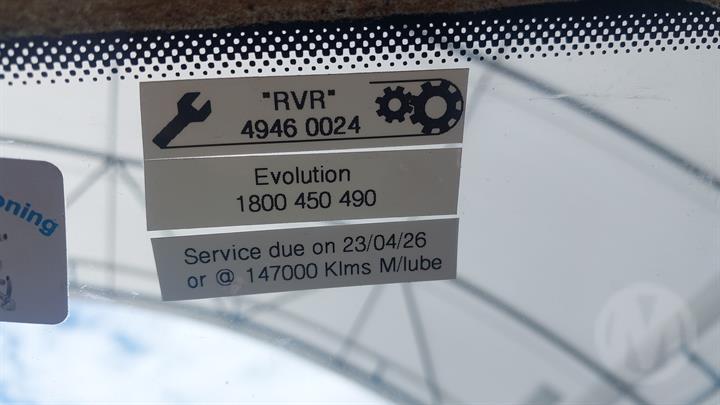 "RVR"
4946 0024
Evolution
1800 450 490
Service due on 23/04/26
or @ 147000 Klms M/lube